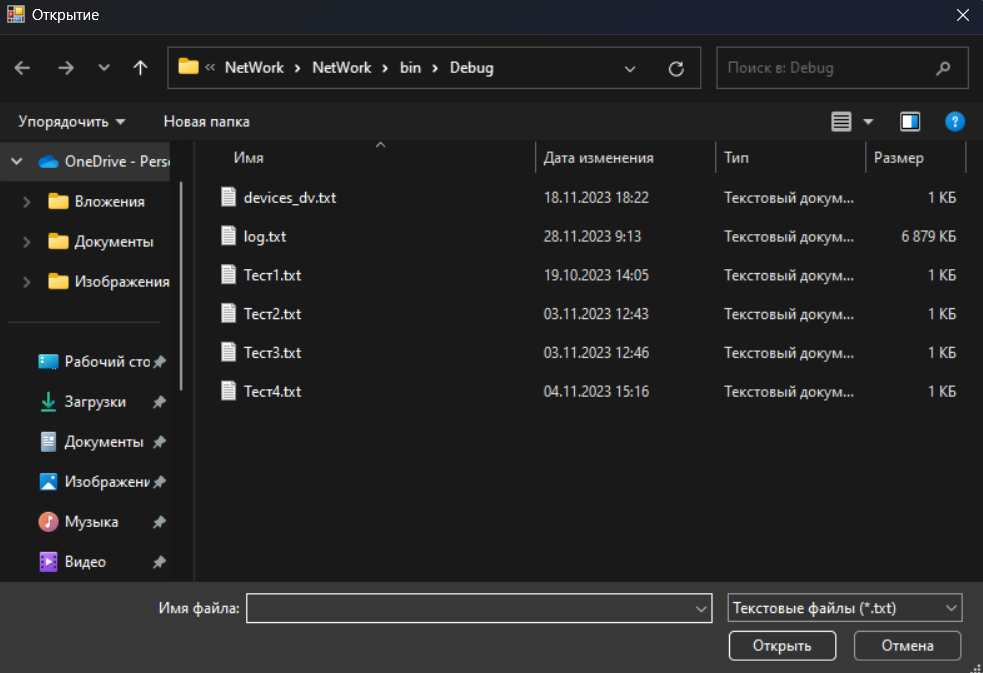 Открытие
« NetWork › NetWork › bin › Debug
Поиск в: Debug
Упорядочить
Новая папка
OneDrive - Pers
Вложения
Документы
Изображения
Рабочий сто
Загрузки
Документы
Изображени
Музыка
Видео
Имя Дата изменения Тип Размер
devices_dv.txt 18.11.2023 18:22 Текстовый докум... 1 КБ
log.txt 28.11.2023 9:13 Текстовый докум... 6 879 КБ
Тест1.txt 19.10.2023 14:05 Текстовый докум... 1 КБ
Тест2.txt 03.11.2023 12:43 Текстовый докум... 1 КБ
Тест3.txt 03.11.2023 12:46 Текстовый докум... 1 КБ
Тест4.txt 04.11.2023 15:16 Текстовый докум... 1 КБ
Имя файла:
Текстовые файлы (*.txt)
Открыть
Отмена